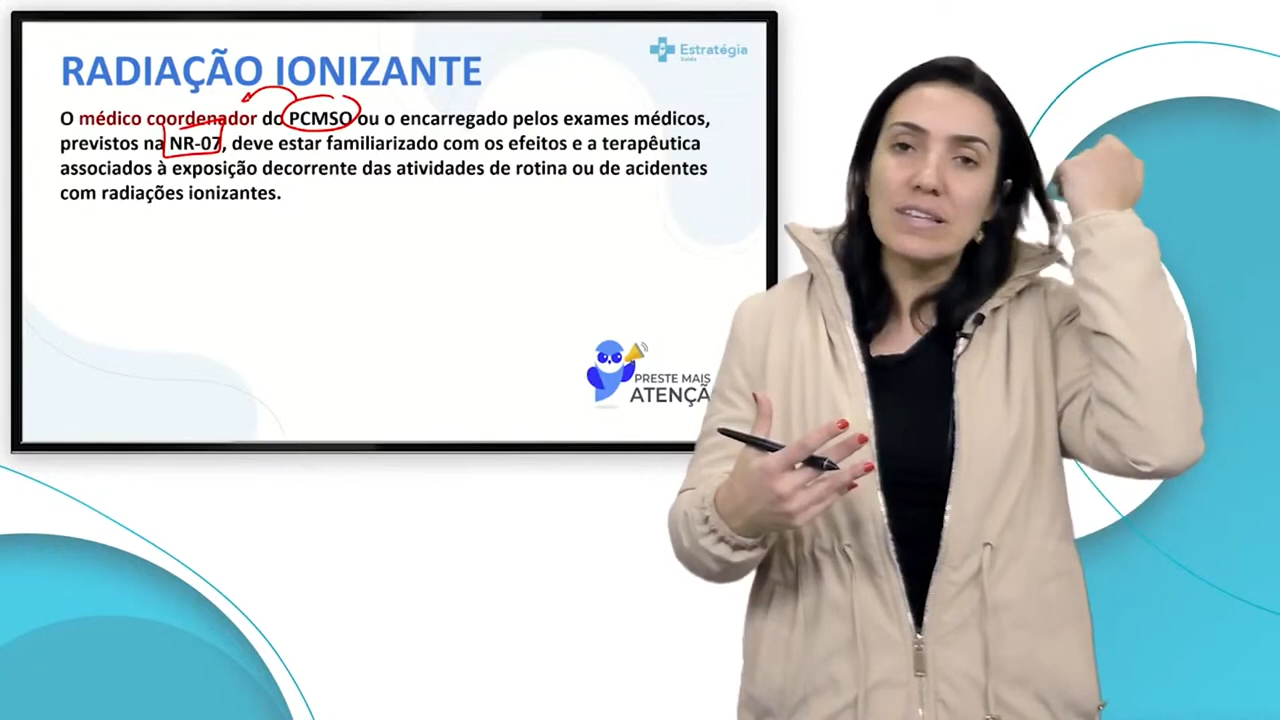 RADIAÇÃO IONIZANTE
Estratégia
Saúde
O médico coordenador do PCMSO ou o encarregado pelos exames médicos,
previstos na NR-07, deve estar familiarizado com os efeitos e a terapêutica
associados à exposição decorrente das atividades de rotina ou de acidentes
com radiações ionizantes.
PRESTE MAIS
ATENÇÃ